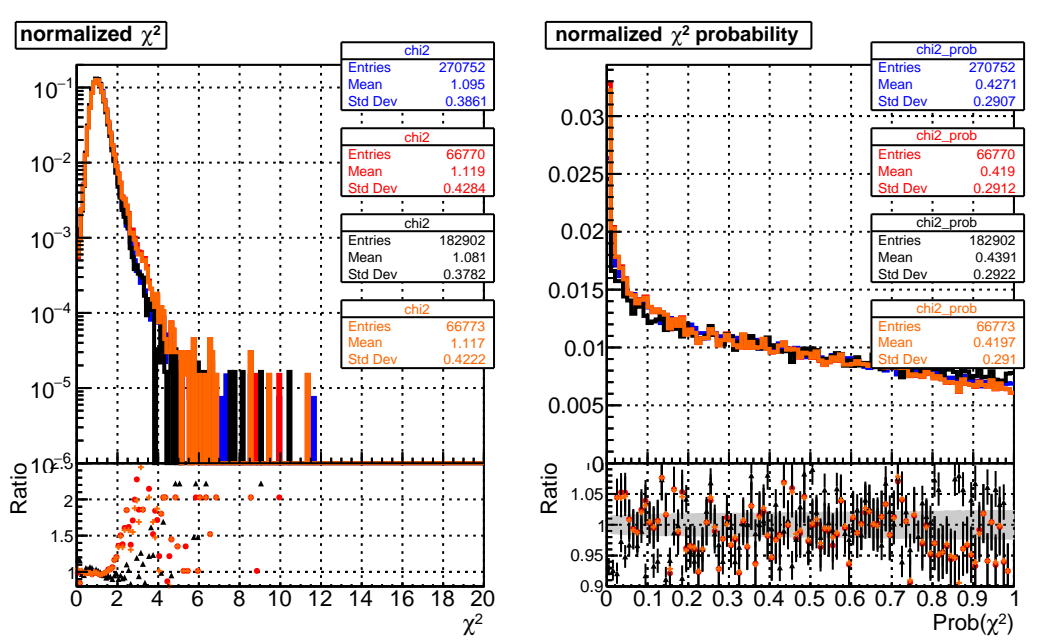 normalized χ²
normalized χ² probability
chi2
Entries 270752
Mean 1.095
Std Dev 0.3861
chi2
Entries 66770
Mean 1.119
Std Dev 0.4284
chi2
Entries 182902
Mean 1.081
Std Dev 0.3782
chi2
Entries 66773
Mean 1.117
Std Dev 0.4222
10⁻¹
10⁻²
10⁻³
10⁻⁴
10⁻⁵
10⁻⁶
Ratio
2
1.5
1
0 2 4 6 8 10 12 14 16 18 20
χ²
chi2_prob
Entries 270752
Mean 0.4271
Std Dev 0.2907
chi2_prob
Entries 66770
Mean 0.419
Std Dev 0.2912
chi2_prob
Entries 182902
Mean 0.4391
Std Dev 0.2922
chi2_prob
Entries 66773
Mean 0.4197
Std Dev 0.291
0.03
0.025
0.02
0.015
0.01
0.005
0
Ratio
1.05
1
0.95
0.9
0 0.1 0.2 0.3 0.4 0.5 0.6 0.7 0.8 0.9 1
Prob(χ²)